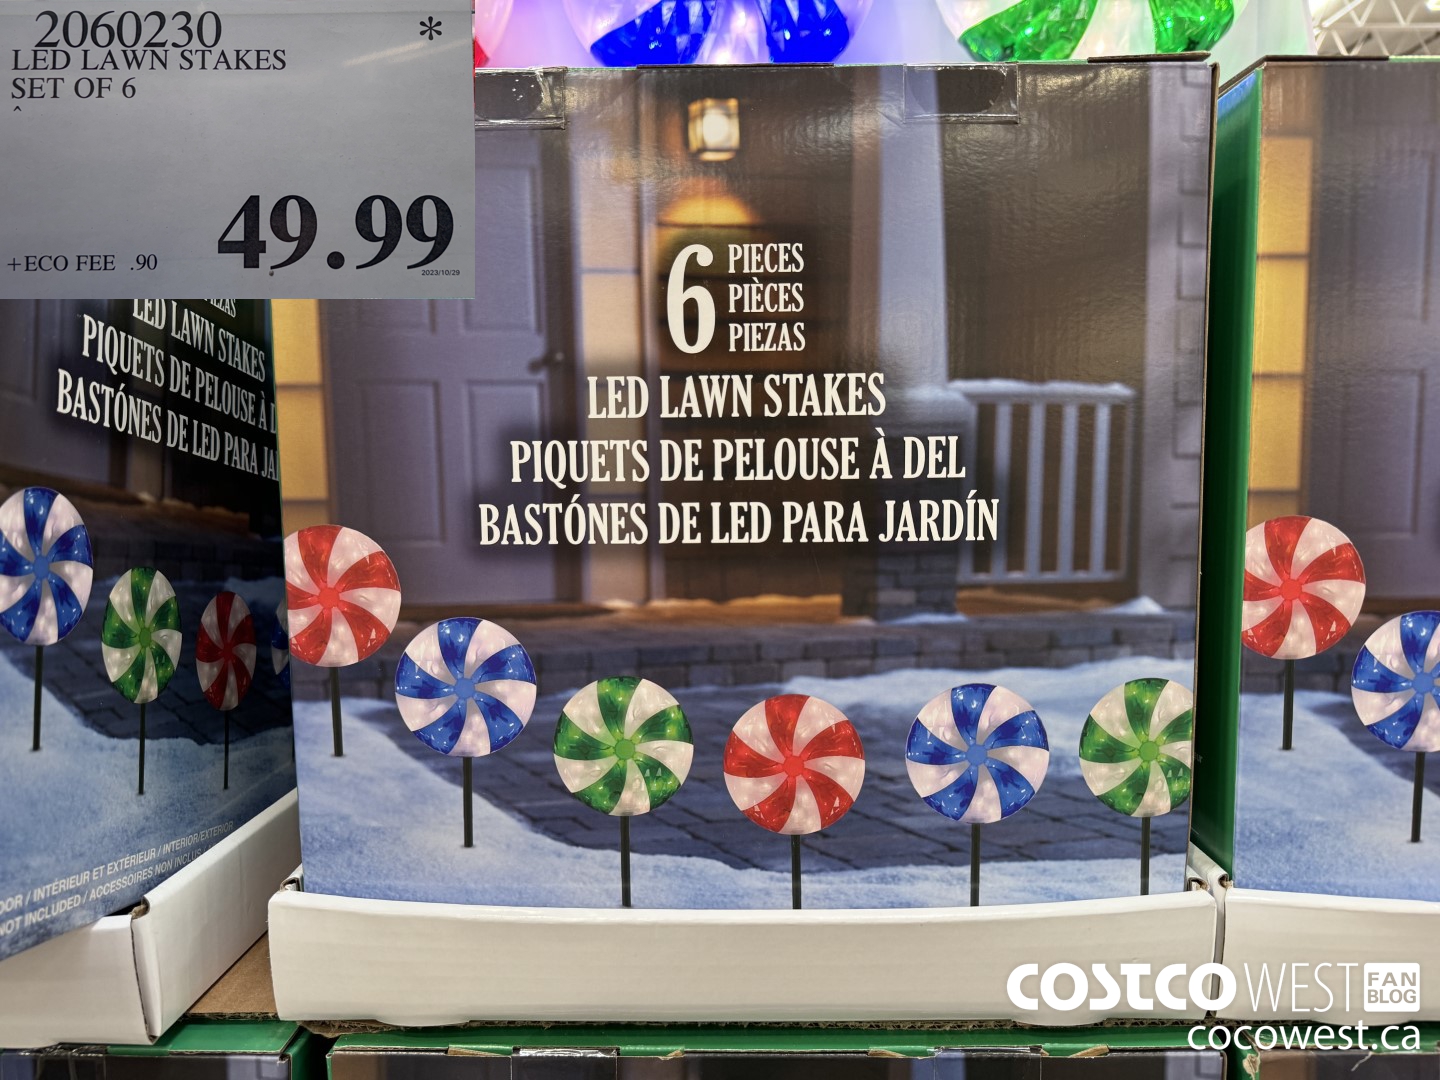 2060230 *
LED LAWN STAKES
SET OF 6
^
49.99
+ECO FEE .90
2023/10/29
LED LAWN STAKES
PIQUETS DE PELOUSE À
BASTÓNES DE LED PARA
INTÉRIEUR ET EXTÉRIEUR / INTERIOR/EXTERIOR
NOT INCLUDED / ACCESSOIRES NON
6 PIECES
PIÈCES
PIEZAS
LED LAWN STAKES
PIQUETS DE PELOUSE À DEL
BASTÓNES DE LED PARA JARDÍN
COSTCO WEST FAN
BLOG
cocowest.ca